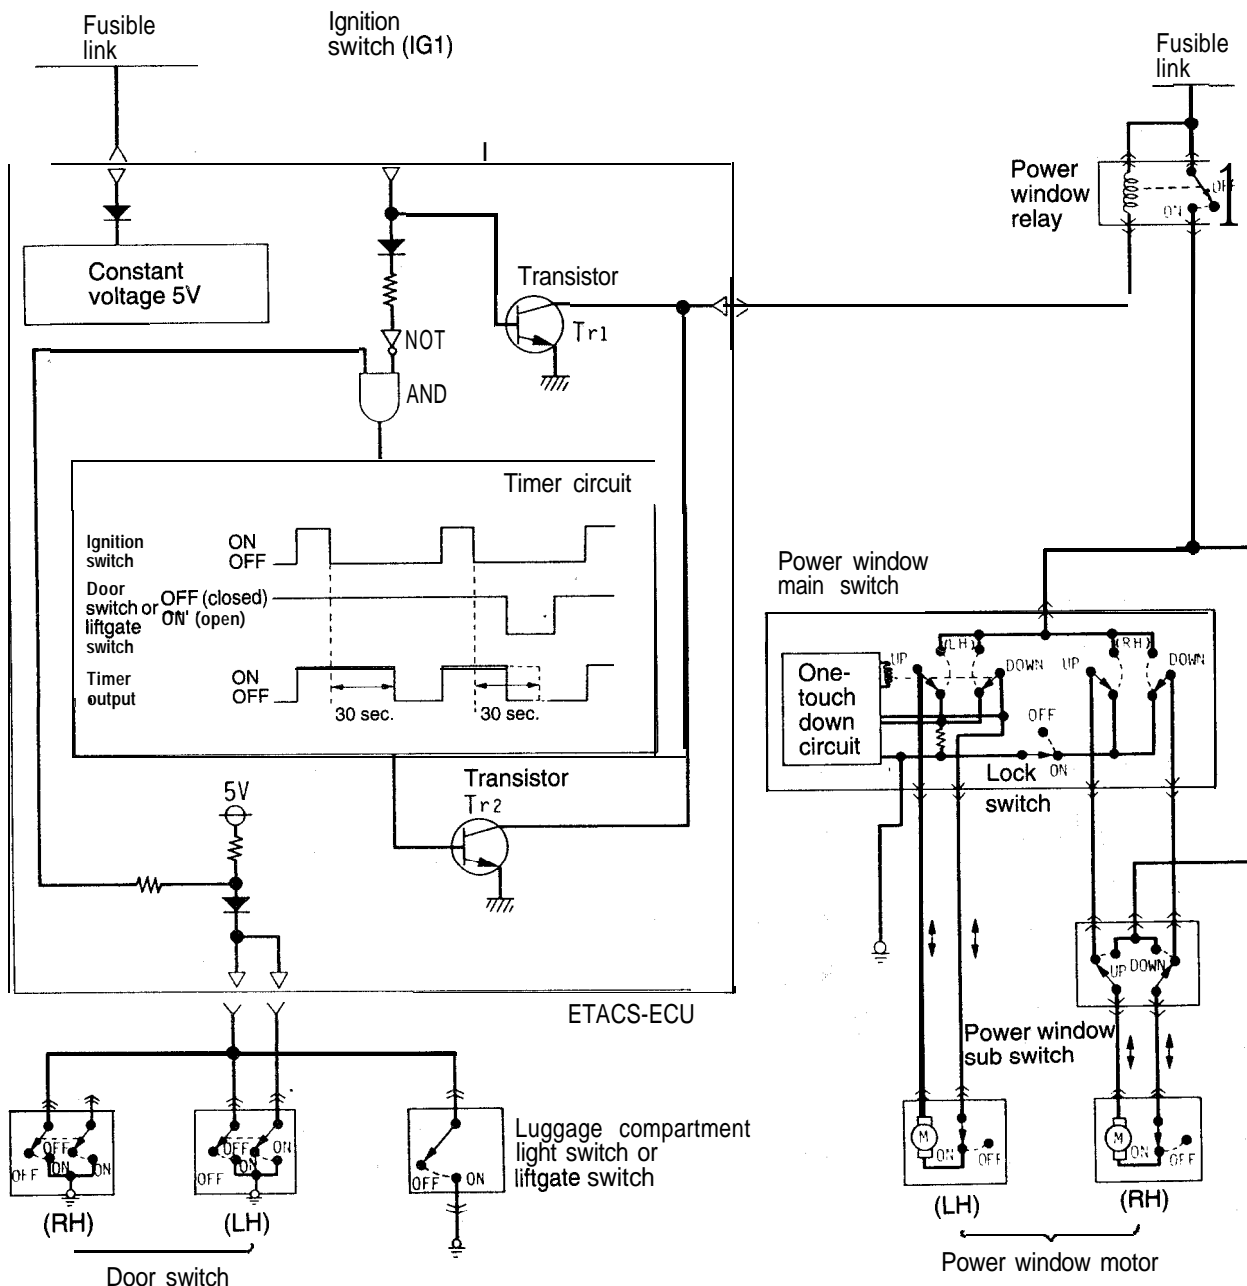 Fusible
link
Ignition
switch (IG1)
Fusible
link
Power
window
relay
OFF
ON
Constant
voltage 5V
Transistor
Tr1
NOT
AND
Timer circuit
Ignition
switch
ON
OFF
Door
switch or
liftgate
switch
OFF (closed)
ON' (open)
Timer
output
ON
OFF
30 sec.
30 sec.
Power window
main switch
One-
touch
down
circuit
UP
(LH)
DOWN
UP
(RH)
DOWN
OFF
ON
Lock
switch
5V
Transistor
Tr2
ETACS-ECU
UP
DOWN
Power window
sub switch
OFF
OFF
ON
ON
(RH)
OFF
OFF
ON
ON
(LH)
Door switch
OFF
ON
Luggage compartment
light switch or
liftgate switch
M
ON
OFF
(LH)
M
ON
OFF
(RH)
Power window motor